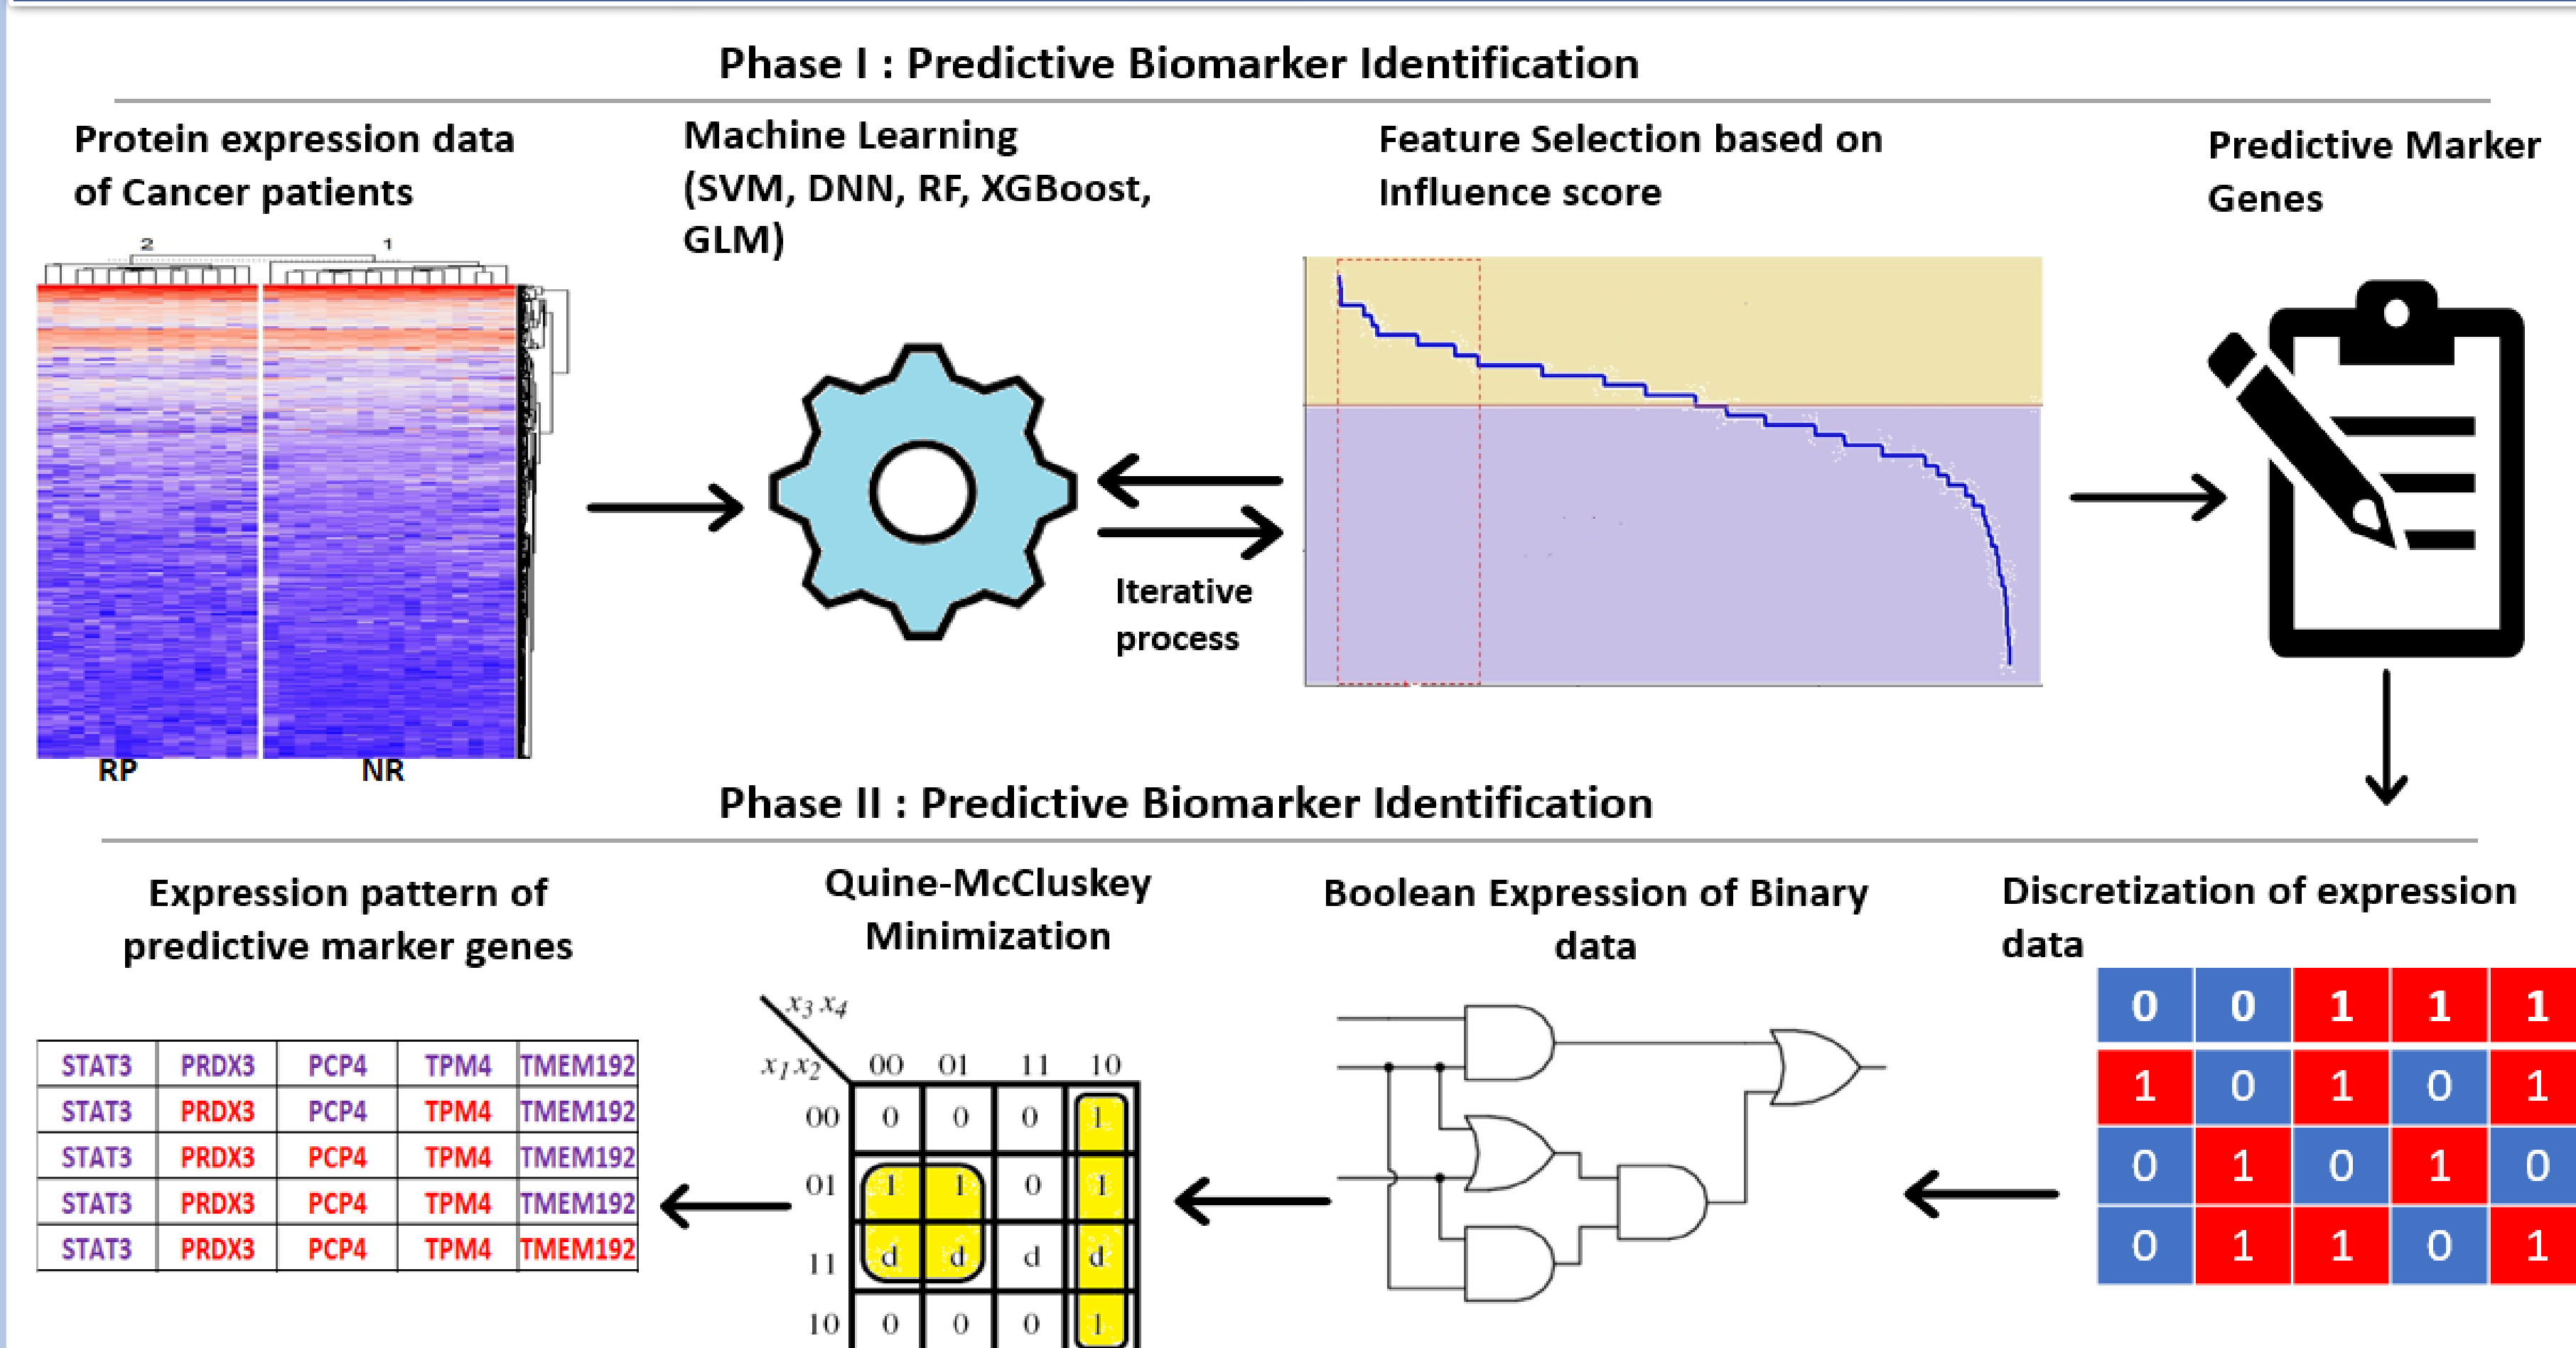 Phase I : Predictive Biomarker Identification
Protein expression data
of Cancer patients
Machine Learning
(SVM, DNN, RF, XGBoost,
GLM)
Feature Selection based on
Influence score
Predictive Marker
Genes
2 1
Iterative
process
RP NR
Phase II : Predictive Biomarker Identification
Expression pattern of
predictive marker genes
Quine-McCluskey
Minimization
Boolean Expression of Binary
data
Discretization of expression
data
STAT3 PRDX3 PCP4 TPM4 TMEM192
STAT3 PRDX3 PCP4 TPM4 TMEM192
STAT3 PRDX3 PCP4 TPM4 TMEM192
STAT3 PRDX3 PCP4 TPM4 TMEM192
STAT3 PRDX3 PCP4 TPM4 TMEM192
x3 x4
x1 x2 00 01 11 10
00 0 0 0 1
01 1 1 0 1
11 d d d d
10 0 0 0 1
0 0 1 1 1
1 0 1 0 1
0 1 0 1 0
0 1 1 0 1